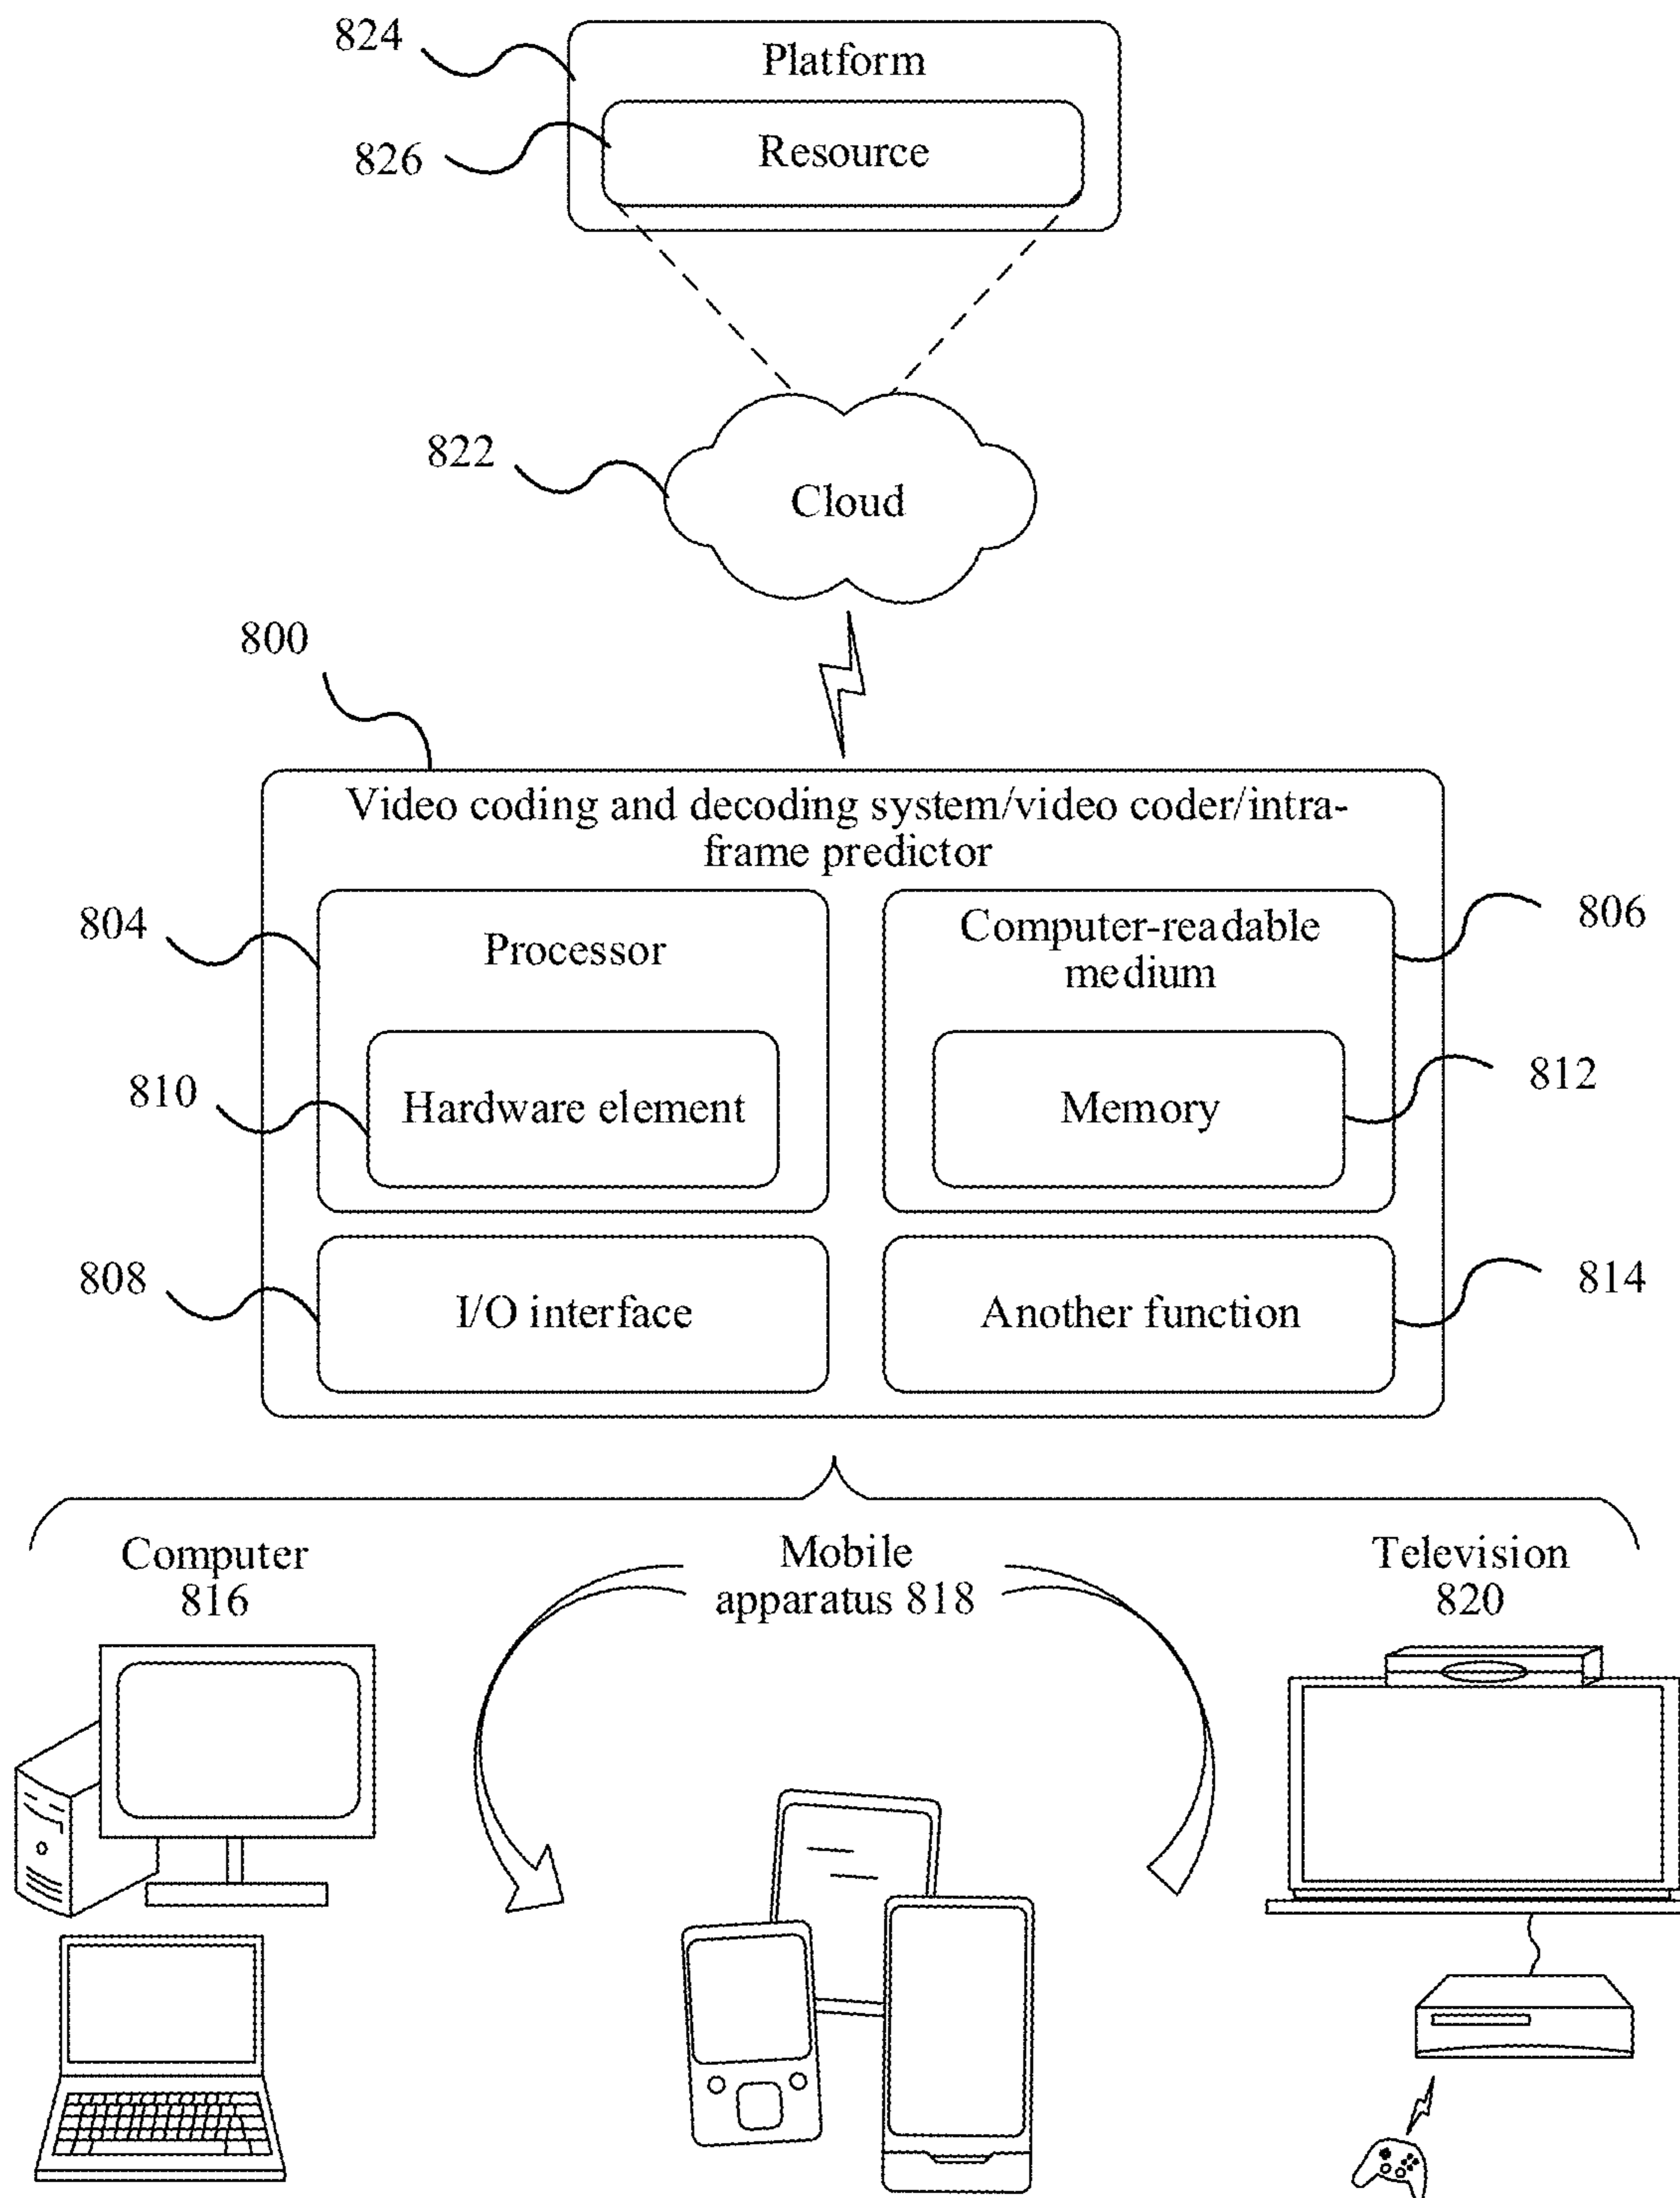 824
Platform
826
Resource
822
Cloud
800
Video coding and decoding system/video coder/intra-
frame predictor
804
Processor
Computer-readable
medium
806
810
Hardware element
Memory
812
808
I/O interface
Another function
814
Computer
816
Mobile
apparatus 818
Television
820